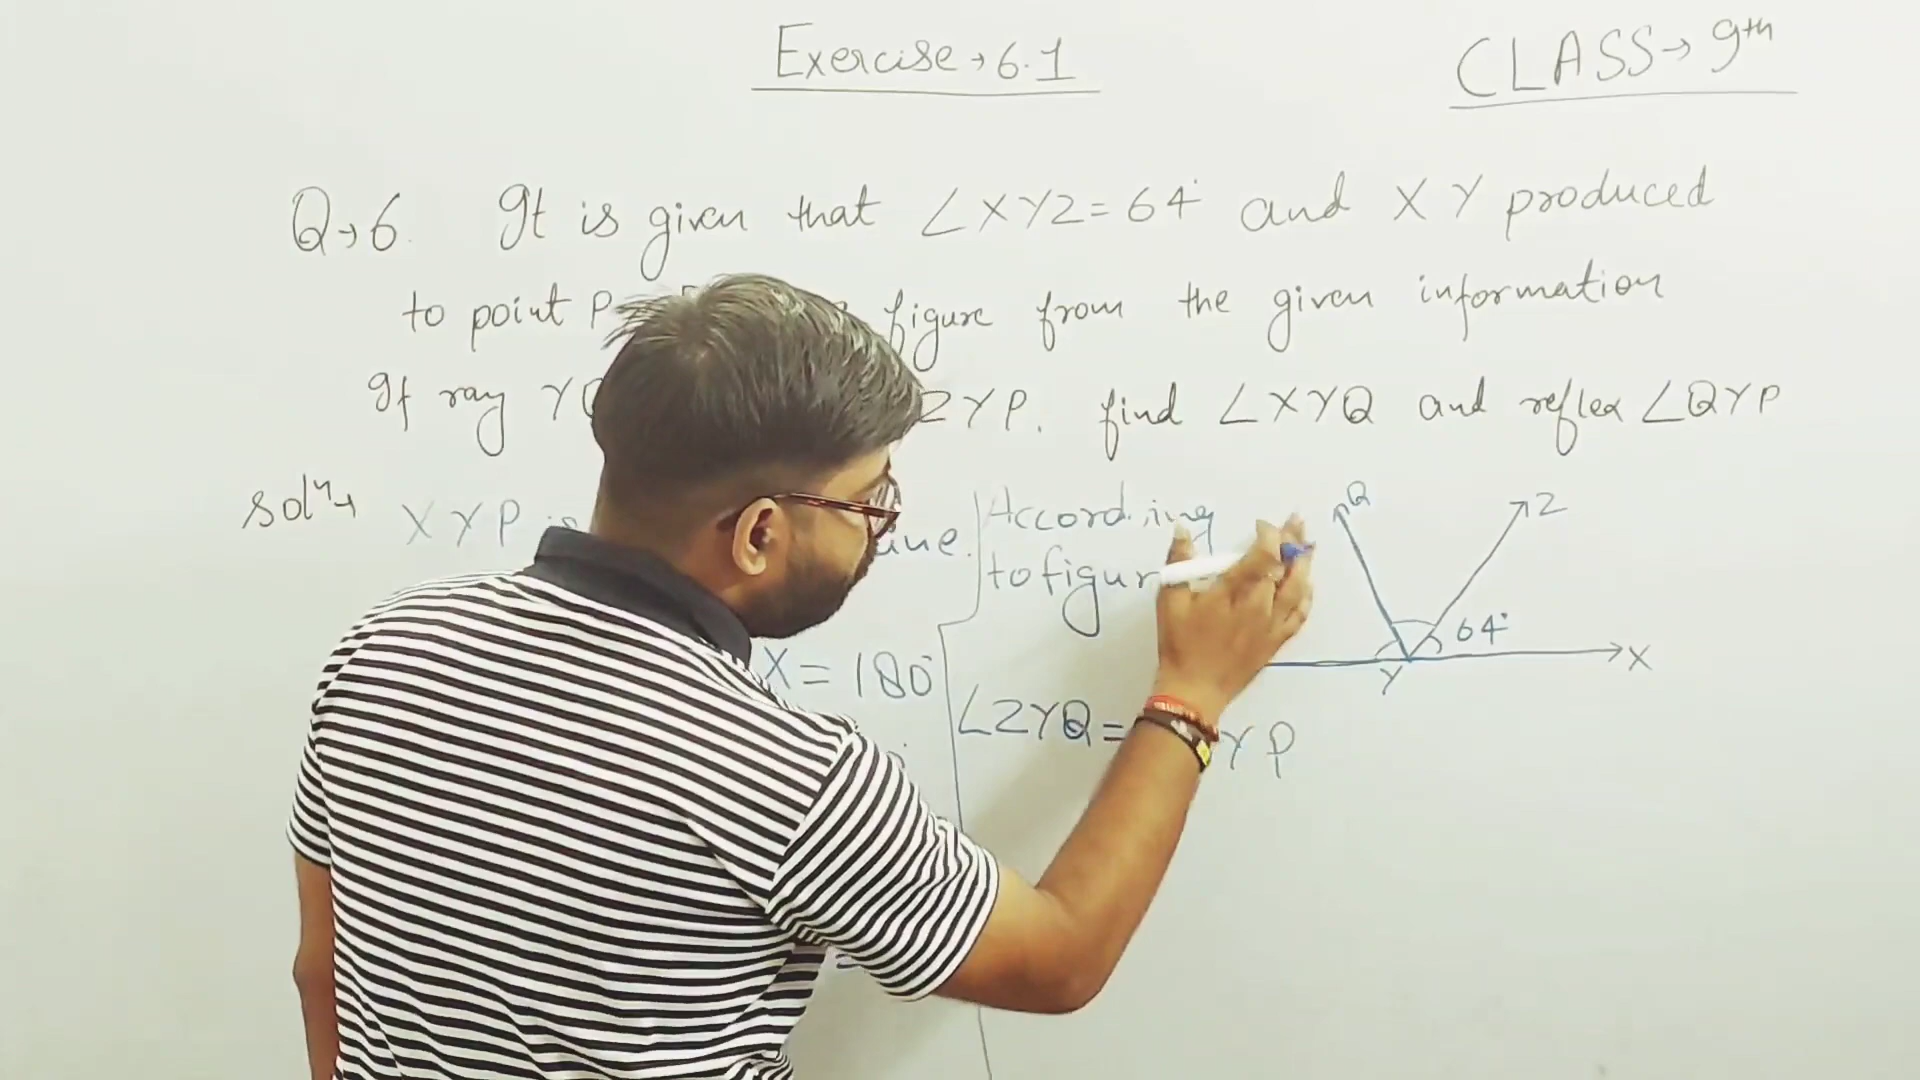 Exercise → 6.1
CLASS → 9th
Q → 6. It is given that ∠XYZ = 64° and XY produced
to point P figure from the given information
If ray YQ ZYP. find ∠XYQ and reflex ∠QYP
solⁿ →
XYP is line.
X = 180°
According
to figure
∠ZYQ = YP
Q
Z
64°
X
Y